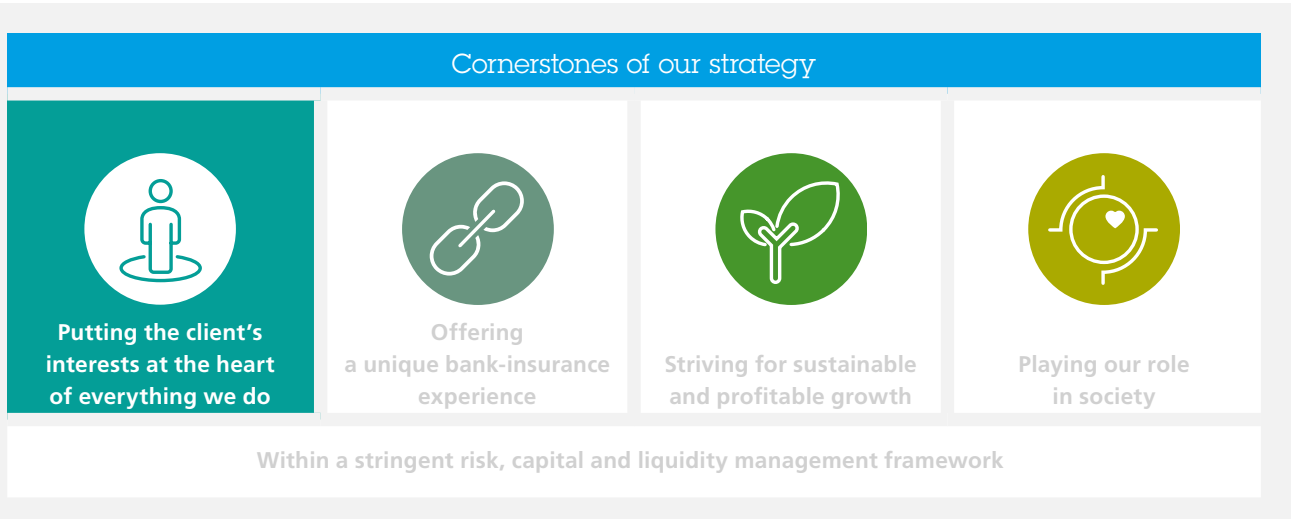 Cornerstones of our strategy
Putting the client’s
interests at the heart
of everything we do
Offering
a unique bank-insurance
experience
Striving for sustainable
and profitable growth
Playing our role
in society
Within a stringent risk, capital and liquidity management framework